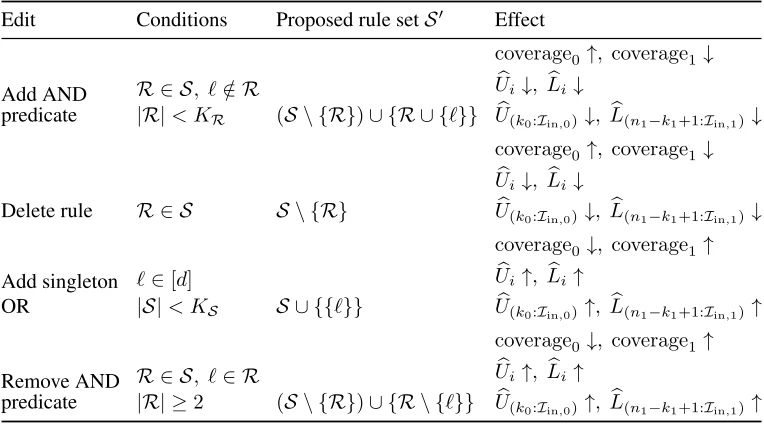 Edit Conditions Proposed rule set 𝒮′ Effect
coverage₀ ↑, coverage₁ ↓
Add AND predicate
ℛ ∈ 𝒮, ℓ ∉ ℛ
|ℛ| < K_ℛ
(𝒮 \ {ℛ}) ∪ {ℛ ∪ {ℓ}}
Û_i ↓, L̂_i ↓
Û_(k₀:ℐ_in,0) ↓, L̂_(n₁−k₁+1:ℐ_in,1) ↓
coverage₀ ↑, coverage₁ ↓
Û_i ↓, L̂_i ↓
Delete rule ℛ ∈ 𝒮 𝒮 \ {ℛ} Û_(k₀:ℐ_in,0) ↓, L̂_(n₁−k₁+1:ℐ_in,1) ↓
coverage₀ ↓, coverage₁ ↑
Add singleton OR
ℓ ∈ [d]
|𝒮| < K_𝒮
𝒮 ∪ {{ℓ}}
Û_i ↑, L̂_i ↑
Û_(k₀:ℐ_in,0) ↑, L̂_(n₁−k₁+1:ℐ_in,1) ↑
coverage₀ ↓, coverage₁ ↑
Remove AND predicate
ℛ ∈ 𝒮, ℓ ∈ ℛ
|ℛ| ≥ 2
(𝒮 \ {ℛ}) ∪ {ℛ \ {ℓ}}
Û_i ↑, L̂_i ↑
Û_(k₀:ℐ_in,0) ↑, L̂_(n₁−k₁+1:ℐ_in,1) ↑